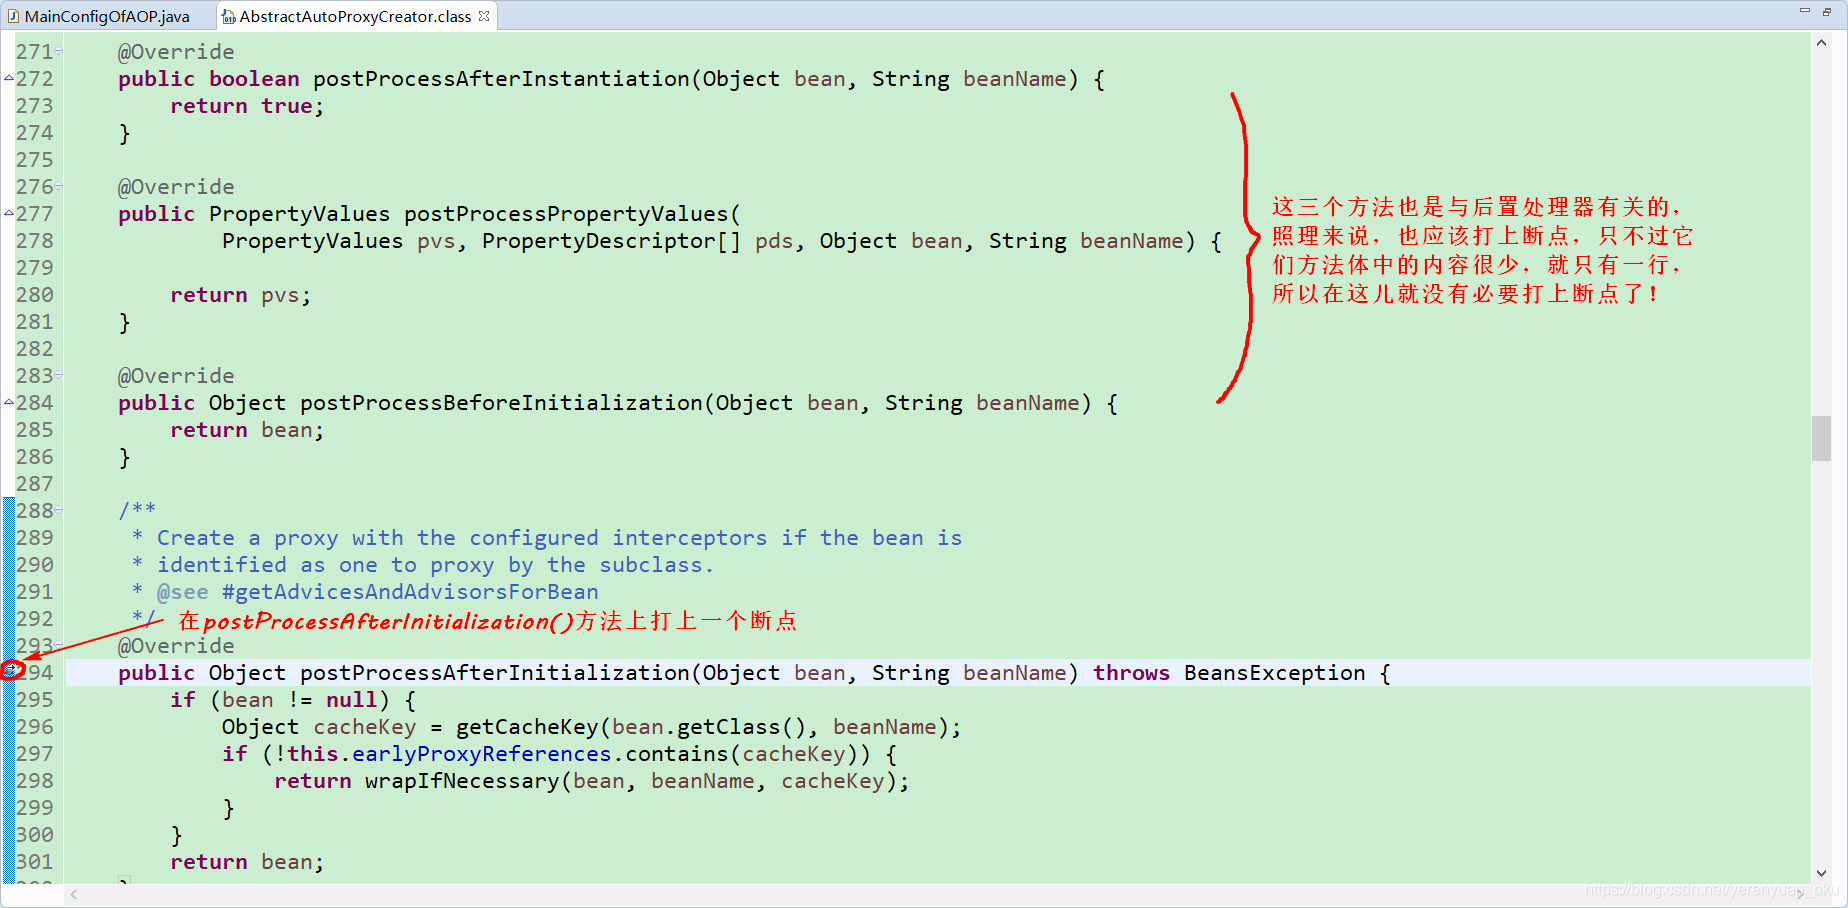 MainConfigOfAOP.java
AbstractAutoProxyCreator.class
271 @Override
272 public boolean postProcessAfterInstantiation(Object bean, String beanName) {
273 return true;
274 }
275
276 @Override
277 public PropertyValues postProcessPropertyValues(
278 PropertyValues pvs, PropertyDescriptor[] pds, Object bean, String beanName) {
279
280 return pvs;
281 }
282
283 @Override
284 public Object postProcessBeforeInitialization(Object bean, String beanName) {
285 return bean;
286 }
287
这三个方法也是与后置处理器有关的，
照理来说，也应该打上断点，只不过它
们方法体中的内容很少，就只有一行，
所以在这儿就没有必要打上断点了！
288 /**
289 * Create a proxy with the configured interceptors if the bean is
290 * identified as one to proxy by the subclass.
291 * @see #getAdvicesAndAdvisorsForBean
292 */
在postProcessAfterInitialization()方法上打上一个断点
293 @Override
294 public Object postProcessAfterInitialization(Object bean, String beanName) throws BeansException {
295 if (bean != null) {
296 Object cacheKey = getCacheKey(bean.getClass(), beanName);
297 if (!this.earlyProxyReferences.contains(cacheKey)) {
298 return wrapIfNecessary(bean, beanName, cacheKey);
299 }
300 }
301 return bean;
https://blog.csdn.net/yerenyuan_pku